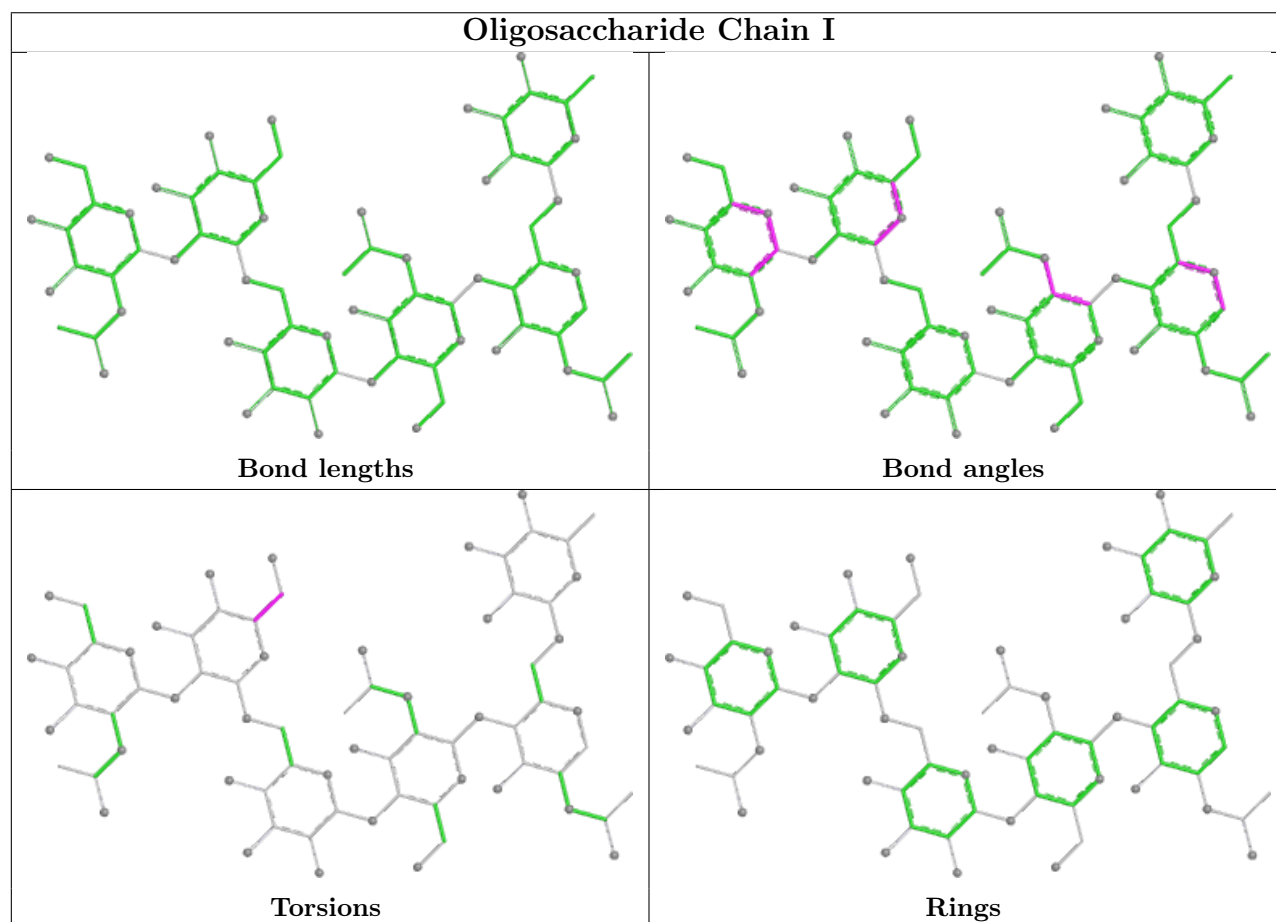 Oligosaccharide Chain I
Bond lengths
Bond angles
Torsions
Rings